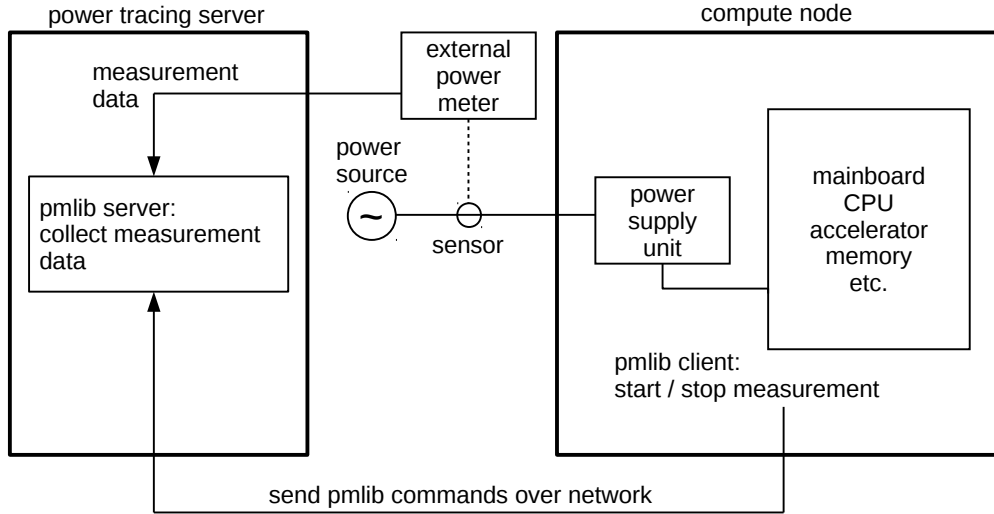 power tracing server
compute node
measurement
data
external
power
meter
power
source
~
sensor
pmlib server:
collect measurement
data
power
supply
unit
mainboard
CPU
accelerator
memory
etc.
pmlib client:
start / stop measurement
send pmlib commands over network